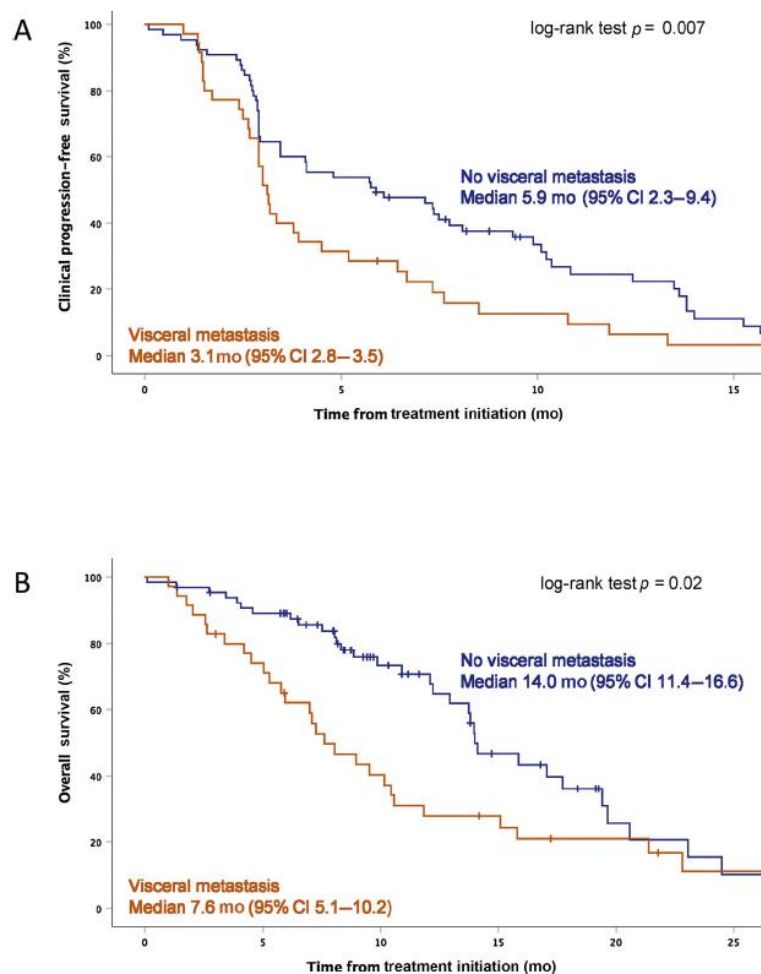 A
log-rank test p = 0.007
Clinical progression-free survival (%)
100
80
60
40
20
0
No visceral metastasis
Median 5.9 mo (95% CI 2.3–9.4)
Visceral metastasis
Median 3.1 mo (95% CI 2.8–3.5)
0 5 10 15
Time from treatment initiation (mo)
B
log-rank test p = 0.02
Overall survival (%)
100
80
60
40
20
0
No visceral metastasis
Median 14.0 mo (95% CI 11.4–16.6)
Visceral metastasis
Median 7.6 mo (95% CI 5.1–10.2)
0 5 10 15 20 25
Time from treatment initiation (mo)